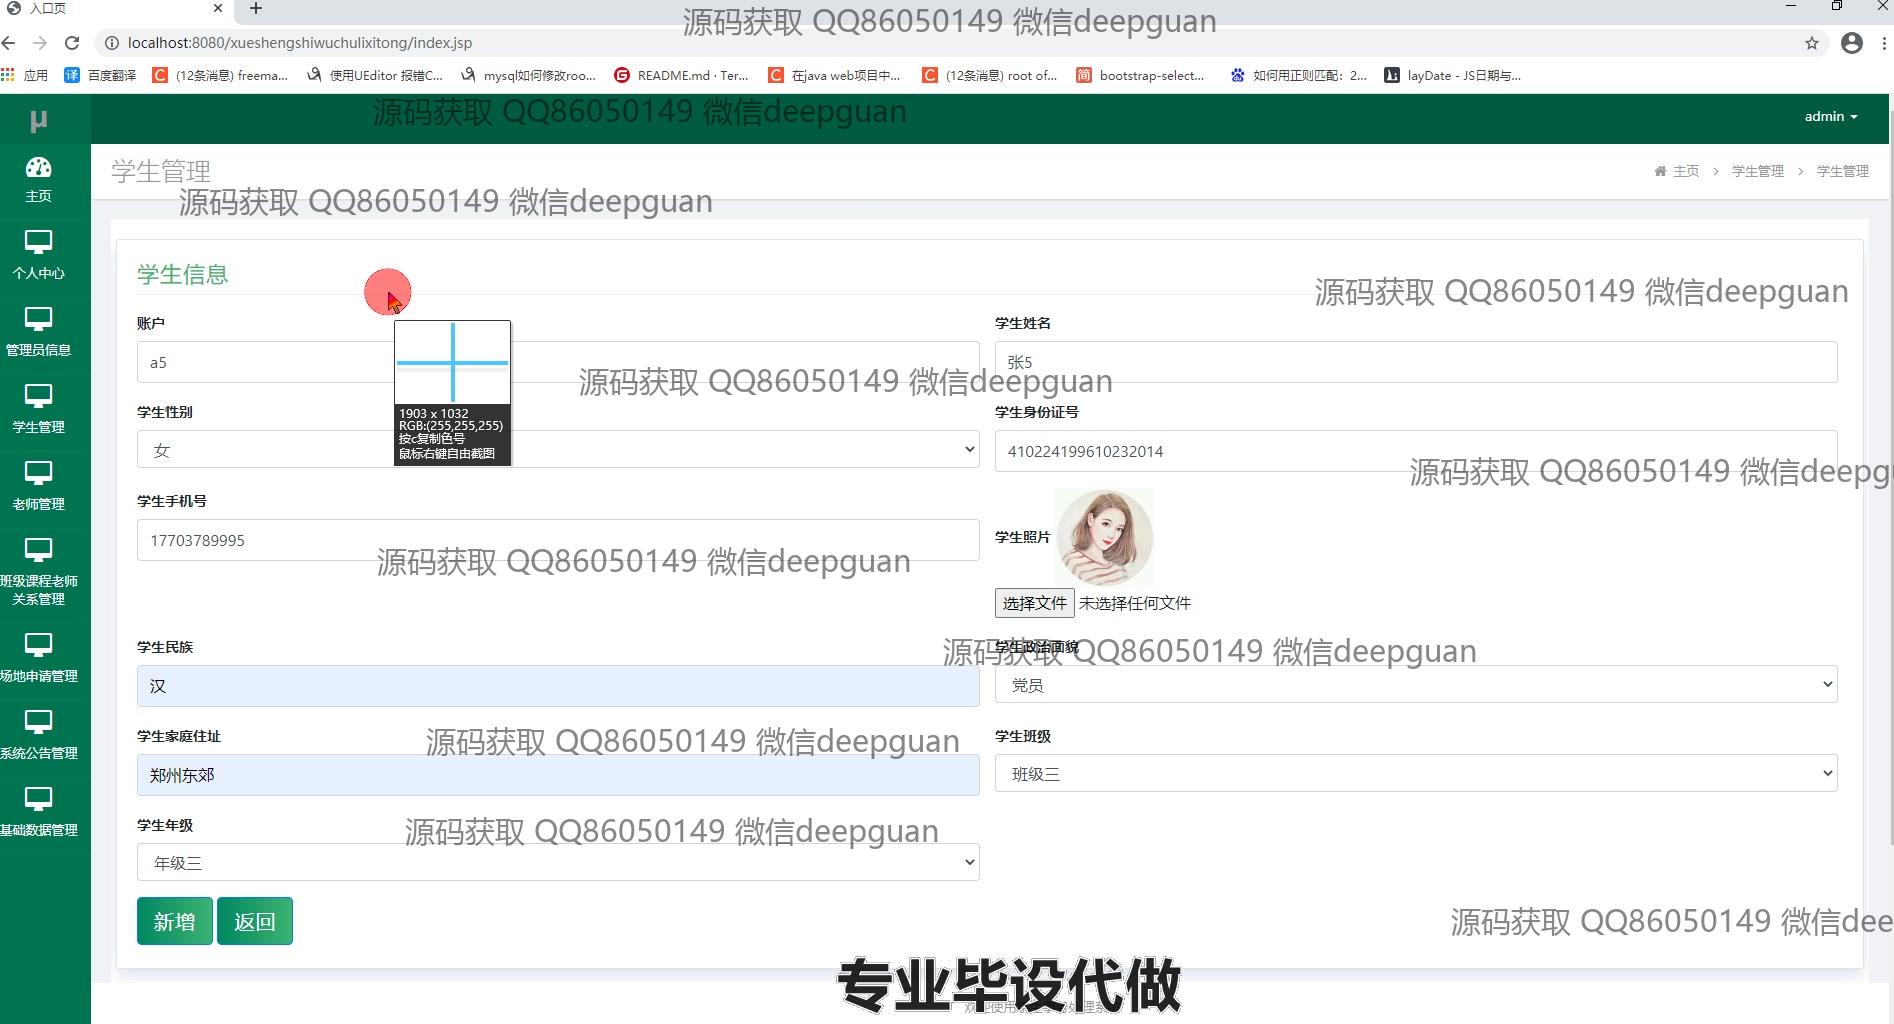 入口页
源码获取 QQ86050149 微信deepguan
localhost:8080/xueshengshiwuchulixitong/index.jsp
应用
百度翻译
(12条消息) freema...
使用UEditor 报错C...
mysql如何修改roo...
README.md · Ter...
在java web项目中...
(12条消息) root of...
bootstrap-select...
如何用正则匹配：2...
layDate - JS日期与...
μ
源码获取 QQ86050149 微信deepguan
admin
主页
学生管理
主页 > 学生管理 > 学生管理
源码获取 QQ86050149 微信deepguan
个人中心
学生信息
源码获取 QQ86050149 微信deepguan
账户
学生姓名
管理员信息
a5
张5
源码获取 QQ86050149 微信deepguan
1903 x 1032
RGB:(255,255,255)
按c复制色号
鼠标右键自由截图
学生性别
学生身份证号
学生管理
女
410224199610232014
源码获取 QQ86050149 微信deepg
学生手机号
老师管理
17703789995
学生照片
源码获取 QQ86050149 微信deepguan
班级课程老师
关系管理
选择文件 未选择任何文件
学生民族
学生政治面貌
源码获取 QQ86050149 微信deepguan
场地申请管理
汉
党员
学生家庭住址
学生班级
源码获取 QQ86050149 微信deepguan
系统公告管理
郑州东郊
班级三
学生年级
源码获取 QQ86050149 微信deepguan
基础数据管理
年级三
新增
返回
源码获取 QQ86050149 微信dee
专业毕设代做